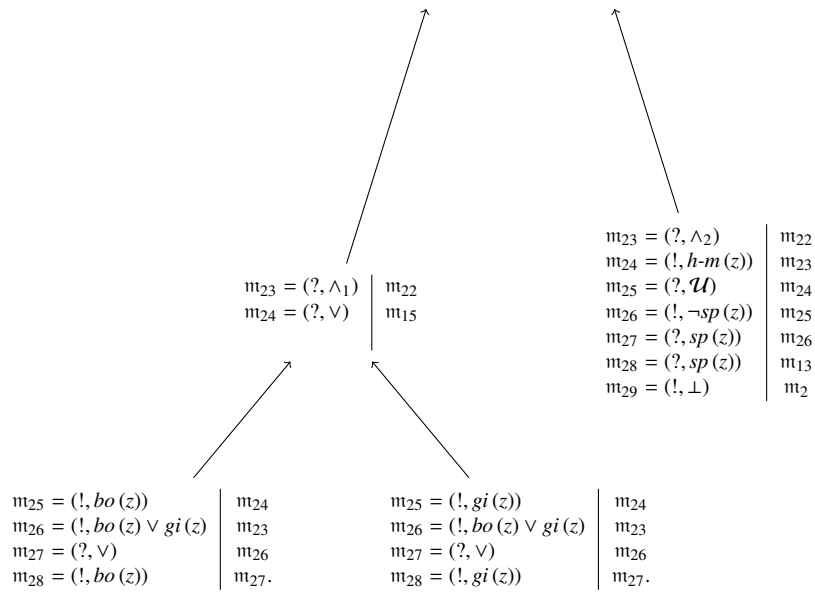 𝔪₂₃ = (?, ∧₂) | 𝔪₂₂
𝔪₂₄ = (!, h-m (z)) | 𝔪₂₃
𝔪₂₅ = (?, 𝓤) | 𝔪₂₄
𝔪₂₆ = (!, ¬sp (z)) | 𝔪₂₅
𝔪₂₇ = (?, sp (z)) | 𝔪₂₆
𝔪₂₈ = (?, sp (z)) | 𝔪₁₃
𝔪₂₉ = (!, ⊥) | 𝔪₂
𝔪₂₃ = (?, ∧₁) | 𝔪₂₂
𝔪₂₄ = (?, ∨) | 𝔪₁₅
𝔪₂₅ = (!, bo (z)) | 𝔪₂₄
𝔪₂₆ = (!, bo (z) ∨ gi (z) | 𝔪₂₃
𝔪₂₇ = (?, ∨) | 𝔪₂₆
𝔪₂₈ = (!, bo (z)) | 𝔪₂₇.
𝔪₂₅ = (!, gi (z)) | 𝔪₂₄
𝔪₂₆ = (!, bo (z) ∨ gi (z) | 𝔪₂₃
𝔪₂₇ = (?, ∨) | 𝔪₂₆
𝔪₂₈ = (!, gi (z)) | 𝔪₂₇.